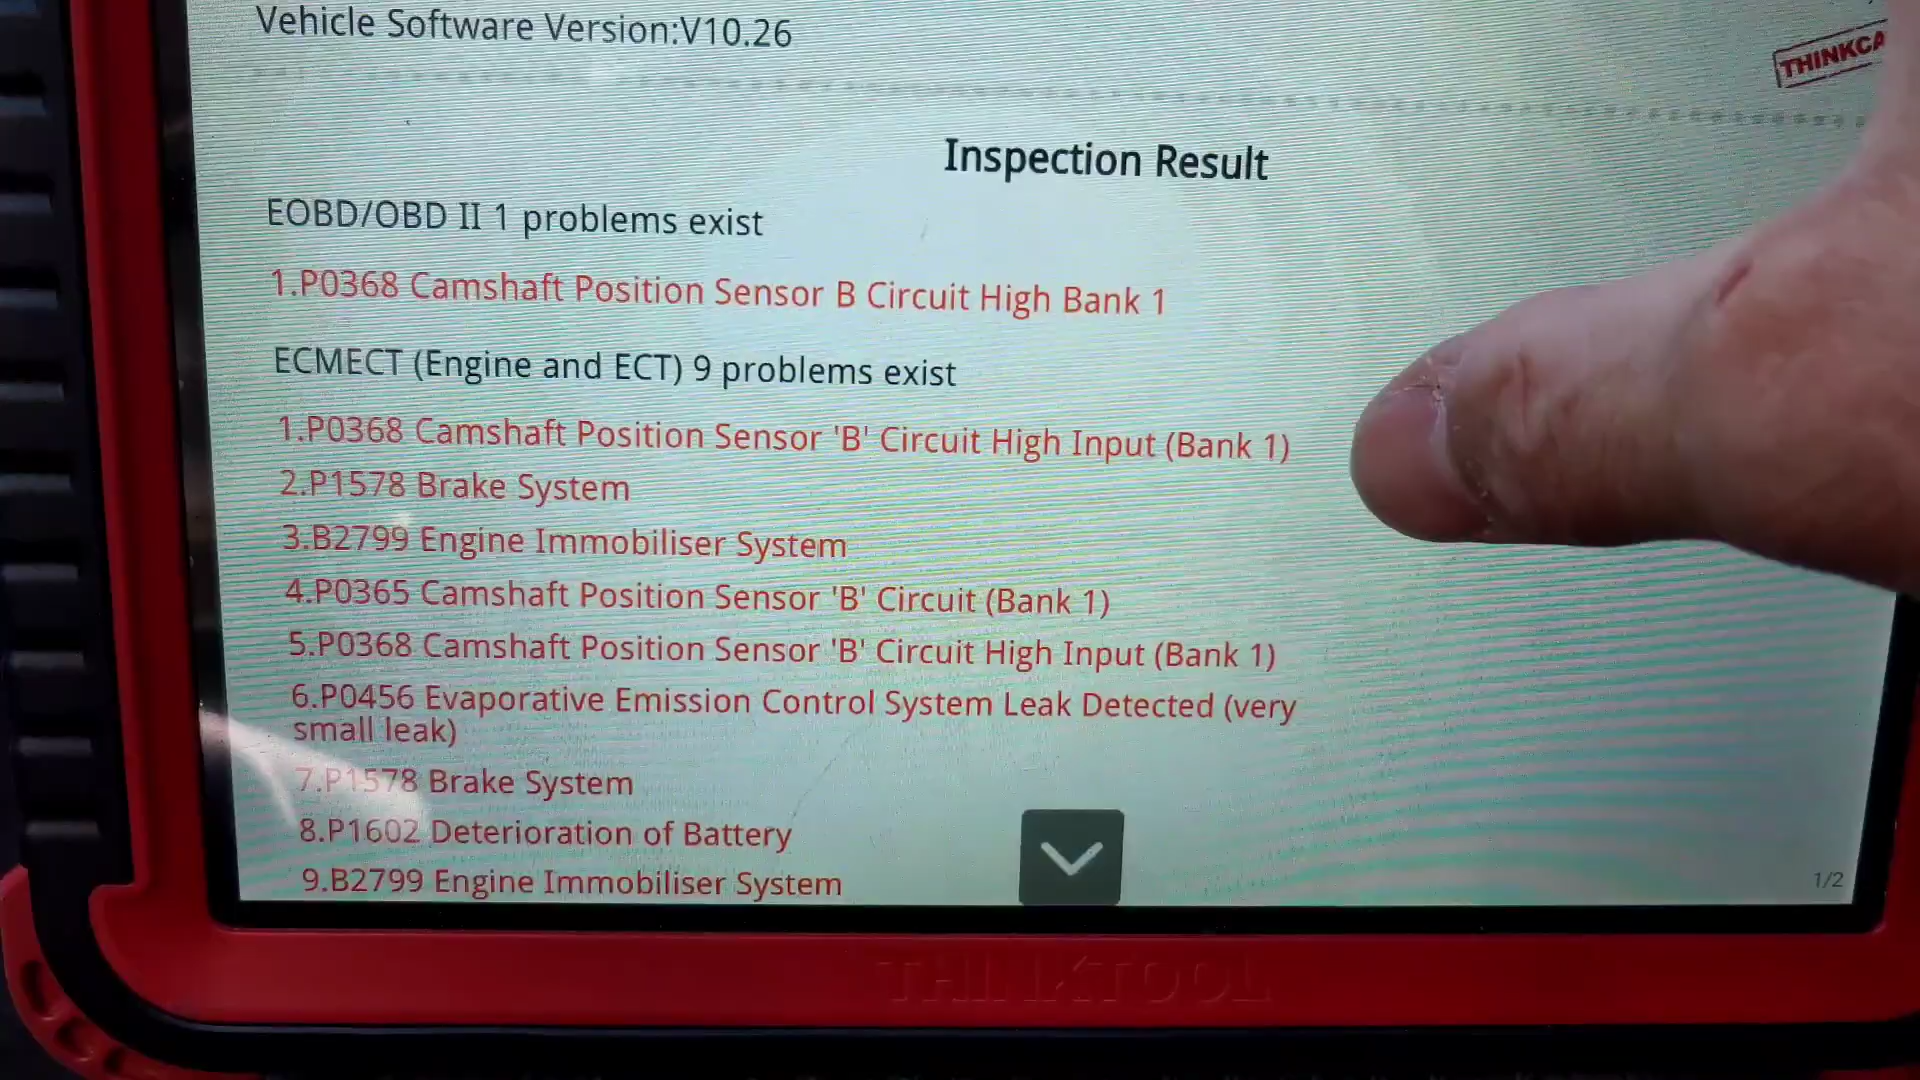 Vehicle Software Version:V10.26
THINKCA
Inspection Result
EOBD/OBD II 1 problems exist
1.P0368 Camshaft Position Sensor B Circuit High Bank 1
ECMECT (Engine and ECT) 9 problems exist
1.P0368 Camshaft Position Sensor 'B' Circuit High Input (Bank 1)
2.P1578 Brake System
3.B2799 Engine Immobiliser System
4.P0365 Camshaft Position Sensor 'B' Circuit (Bank 1)
5.P0368 Camshaft Position Sensor 'B' Circuit High Input (Bank 1)
6.P0456 Evaporative Emission Control System Leak Detected (very
small leak)
7.P1578 Brake System
8.P1602 Deterioration of Battery
9.B2799 Engine Immobiliser System
1/2
THINKTOOL